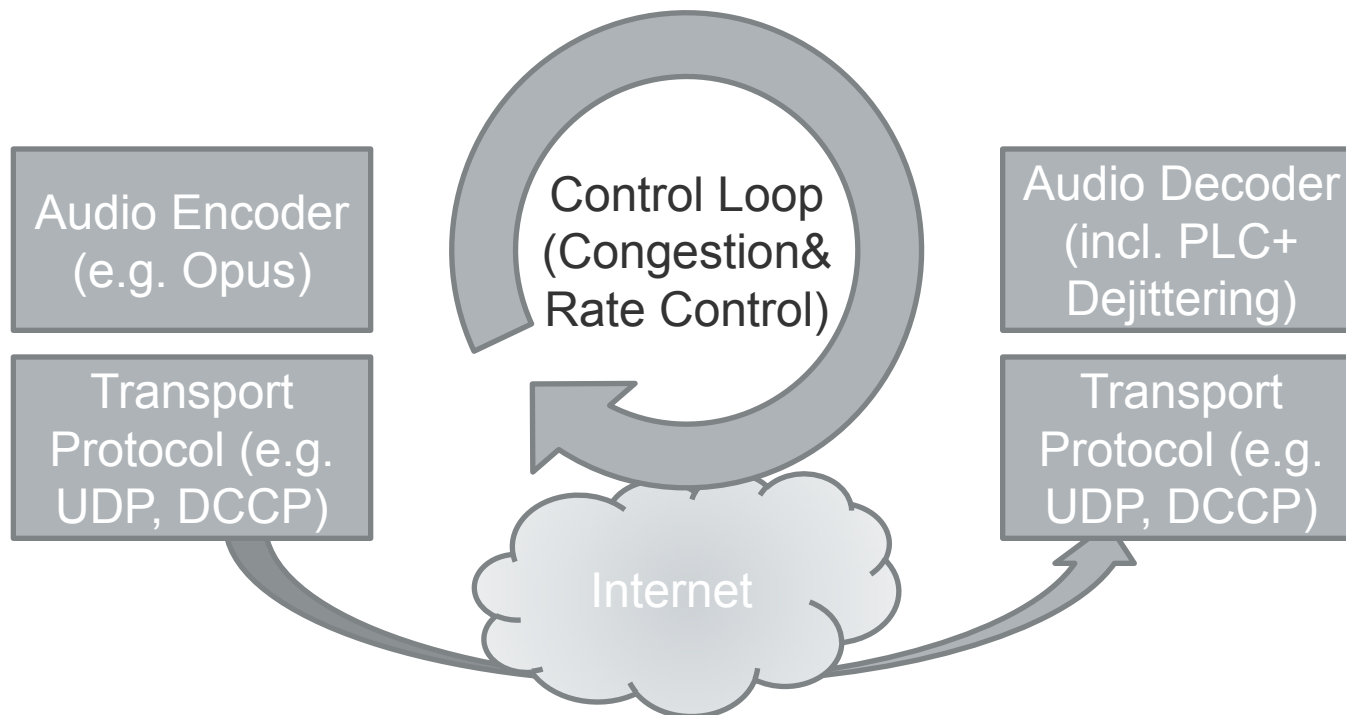 Audio Encoder
(e.g. Opus)
Transport
Protocol (e.g.
UDP, DCCP)
Control Loop
(Congestion&
Rate Control)
Internet
Audio Decoder
(incl. PLC+
Dejittering)
Transport
Protocol (e.g.
UDP, DCCP)